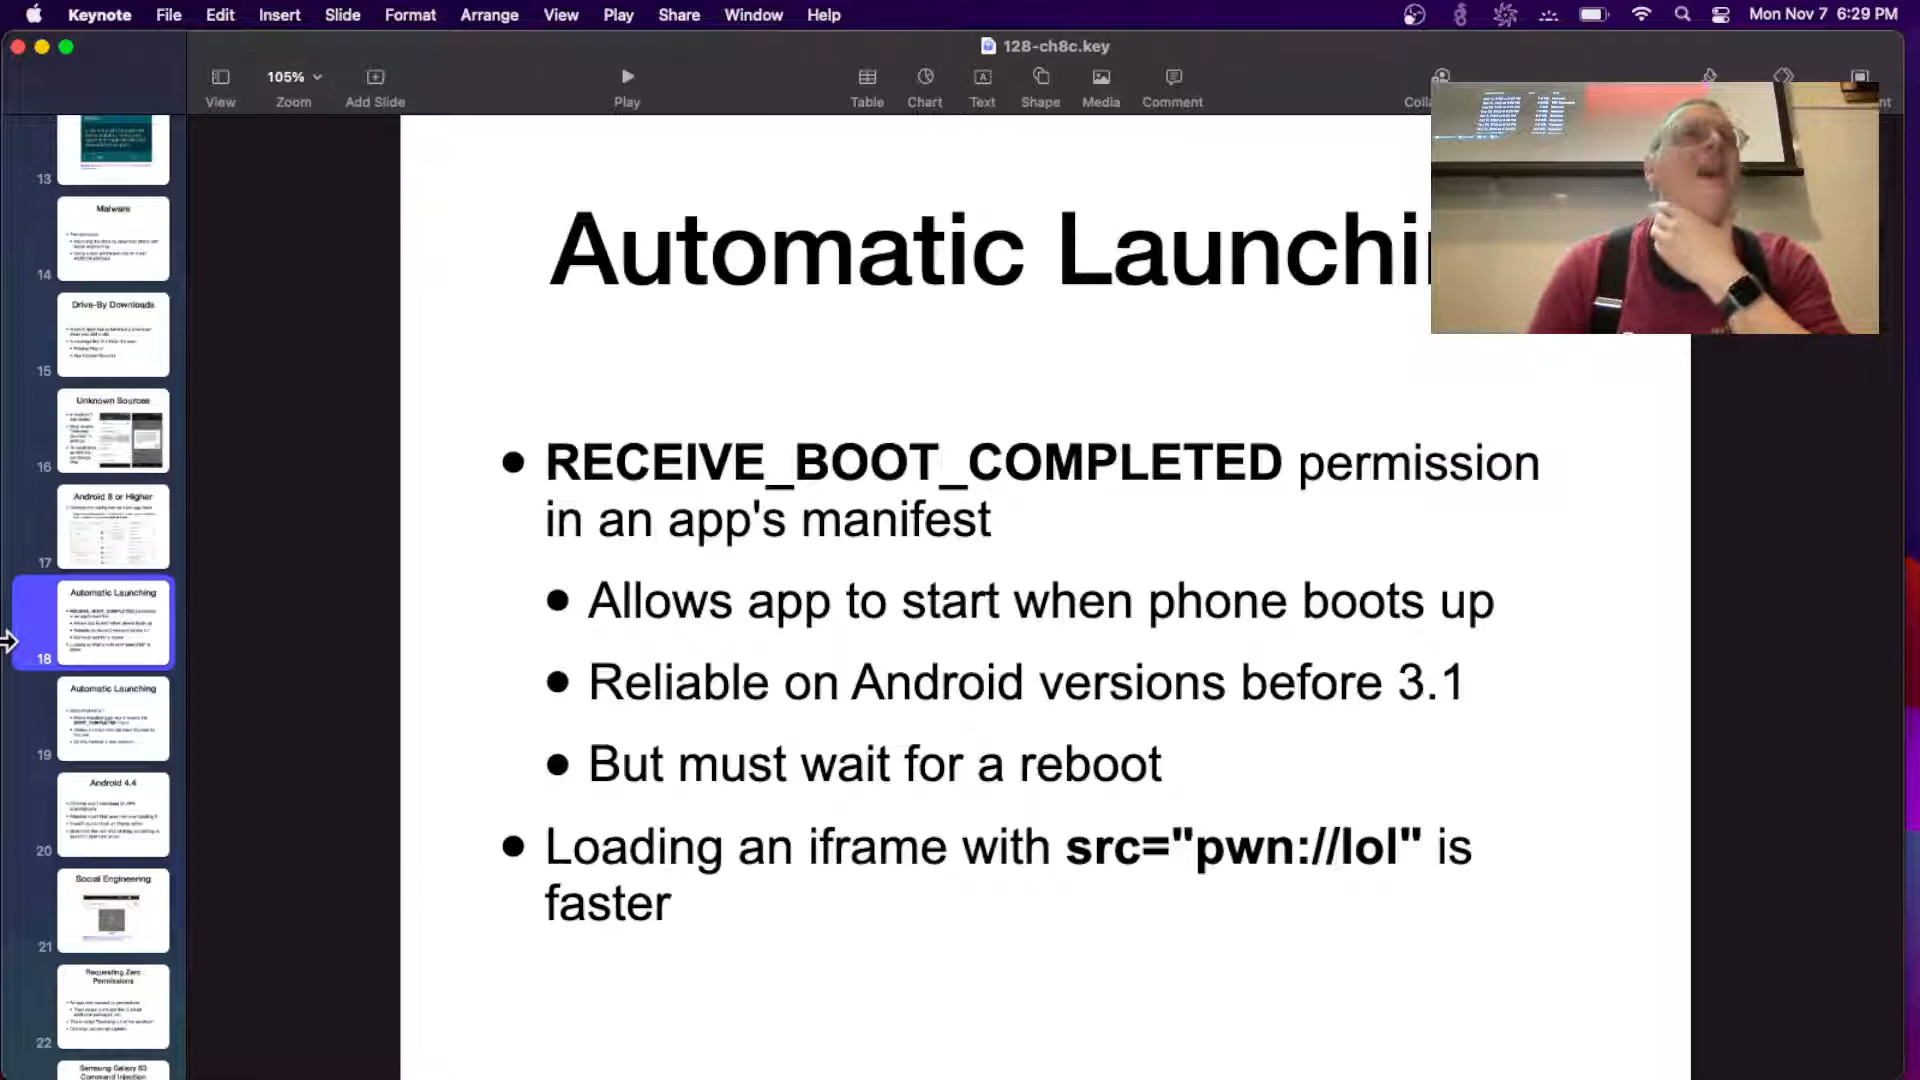 Keynote File Edit Insert Slide Format Arrange View Play Share Window Help
Mon Nov 7 6:29 PM
128-ch8c.key
105%
View Zoom Add Slide Play Table Chart Text Shape Media Comment
13
Malware
14
Drive-By Downloads
15
Unknown Sources
16
Android 8 or Higher
17
Automatic Launching
18
Automatic Launching
19
Android 4.4
20
Social Engineering
21
Requesting Zero
Permissions
22
Samsung Galaxy S3
Command Injection
Automatic Launchi
• RECEIVE_BOOT_COMPLETED permission
in an app's manifest
• Allows app to start when phone boots up
• Reliable on Android versions before 3.1
• But must wait for a reboot
• Loading an iframe with src="pwn://lol" is
faster